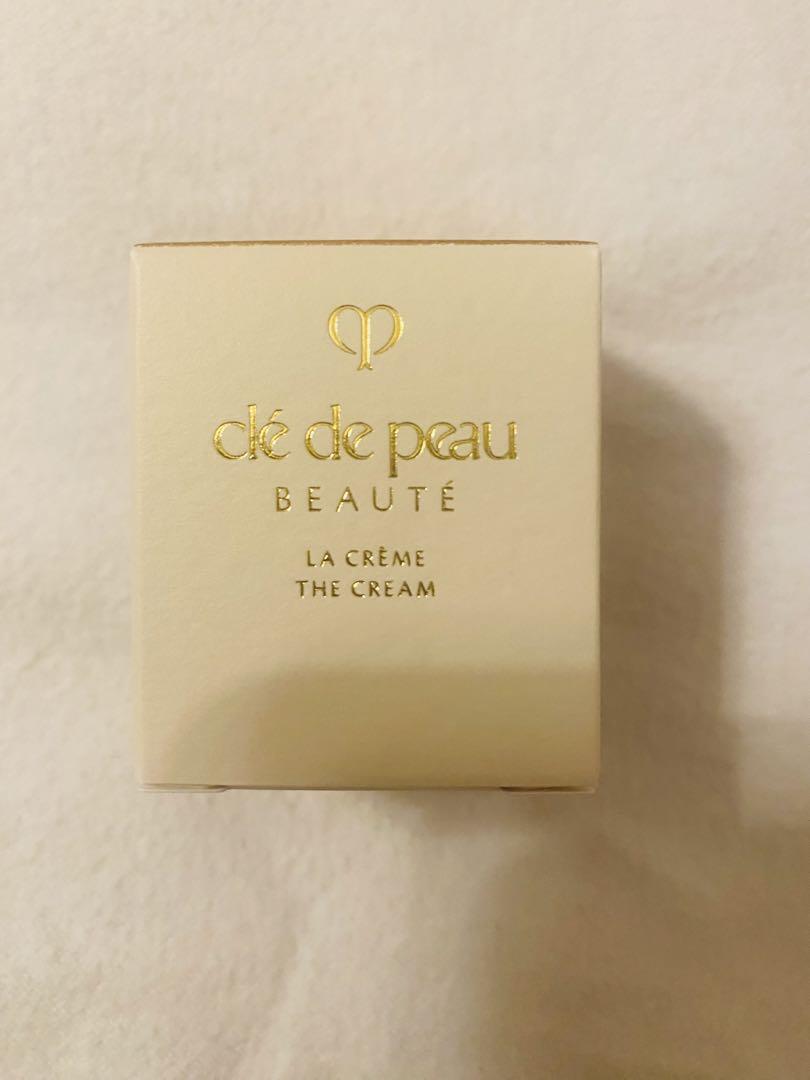 clé de peau
BEAUTÉ
LA CRÈME
THE CREAM